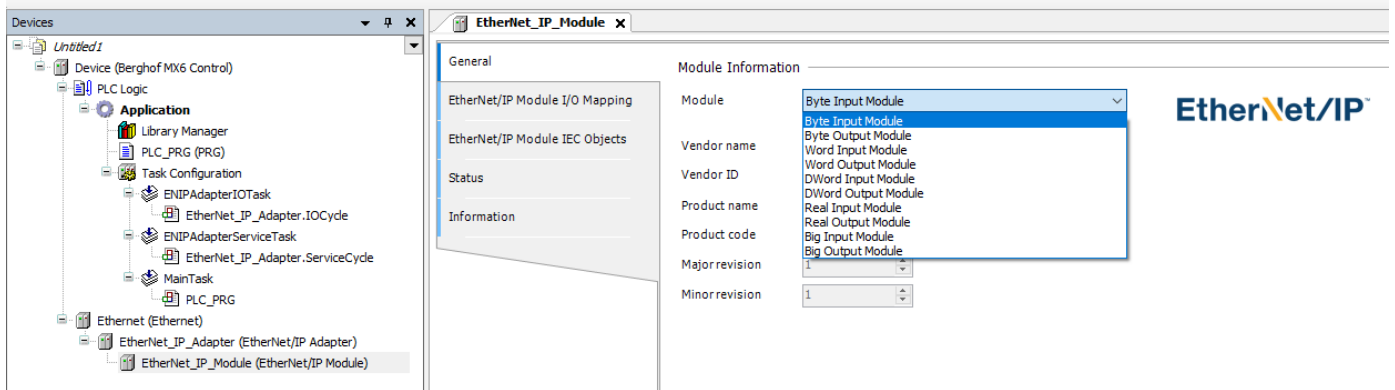 Devices
Untitled1
Device (Berghof MX6 Control)
PLC Logic
Application
Library Manager
PLC_PRG (PRG)
Task Configuration
ENIPAdapterIOTask
EtherNet_IP_Adapter.IOCycle
ENIPAdapterServiceTask
EtherNet_IP_Adapter.ServiceCycle
MainTask
PLC_PRG
Ethernet (Ethernet)
EtherNet_IP_Adapter (EtherNet/IP Adapter)
EtherNet_IP_Module (EtherNet/IP Module)
EtherNet_IP_Module
General
EtherNet/IP Module I/O Mapping
EtherNet/IP Module IEC Objects
Status
Information
Module Information
Module
Byte Input Module
Byte Input Module
Byte Output Module
Word Input Module
Word Output Module
DWord Input Module
DWord Output Module
Real Input Module
Real Output Module
Big Input Module
Big Output Module
Vendor name
Vendor ID
Product name
Product code
Major revision
1
Minor revision
1
EtherNet/IP™